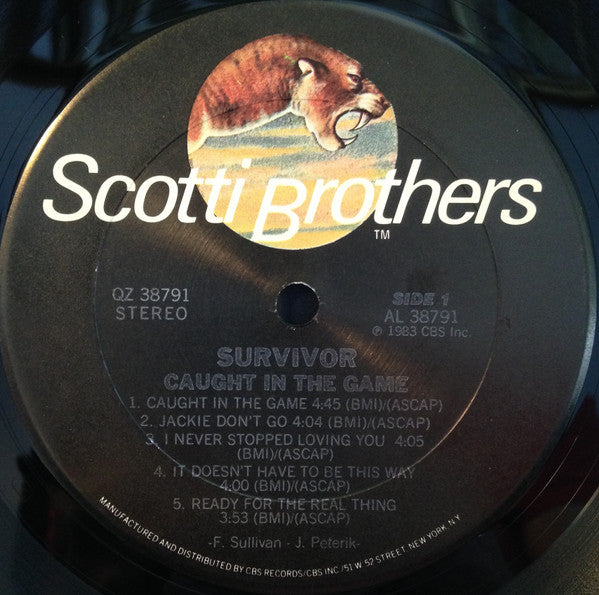 Scotti Brothers
TM
QZ 38791
STEREO
SIDE 1
AL 38791
℗ 1983 CBS Inc.
SURVIVOR
CAUGHT IN THE GAME
1. CAUGHT IN THE GAME 4:45 (BMI)/(ASCAP)
2. JACKIE DON'T GO 4:04 (BMI)/(ASCAP)
3. I NEVER STOPPED LOVING YOU 4:05
(BMI)/(ASCAP)
4. IT DOESN'T HAVE TO BE THIS WAY
4:00 (BMI)/(ASCAP)
5. READY FOR THE REAL THING
3:53 (BMI)/(ASCAP)
-F. Sullivan - J. Peterik-
MANUFACTURED AND DISTRIBUTED BY CBS RECORDS/CBS INC./51 W. 52 STREET, NEW YORK, N.Y.